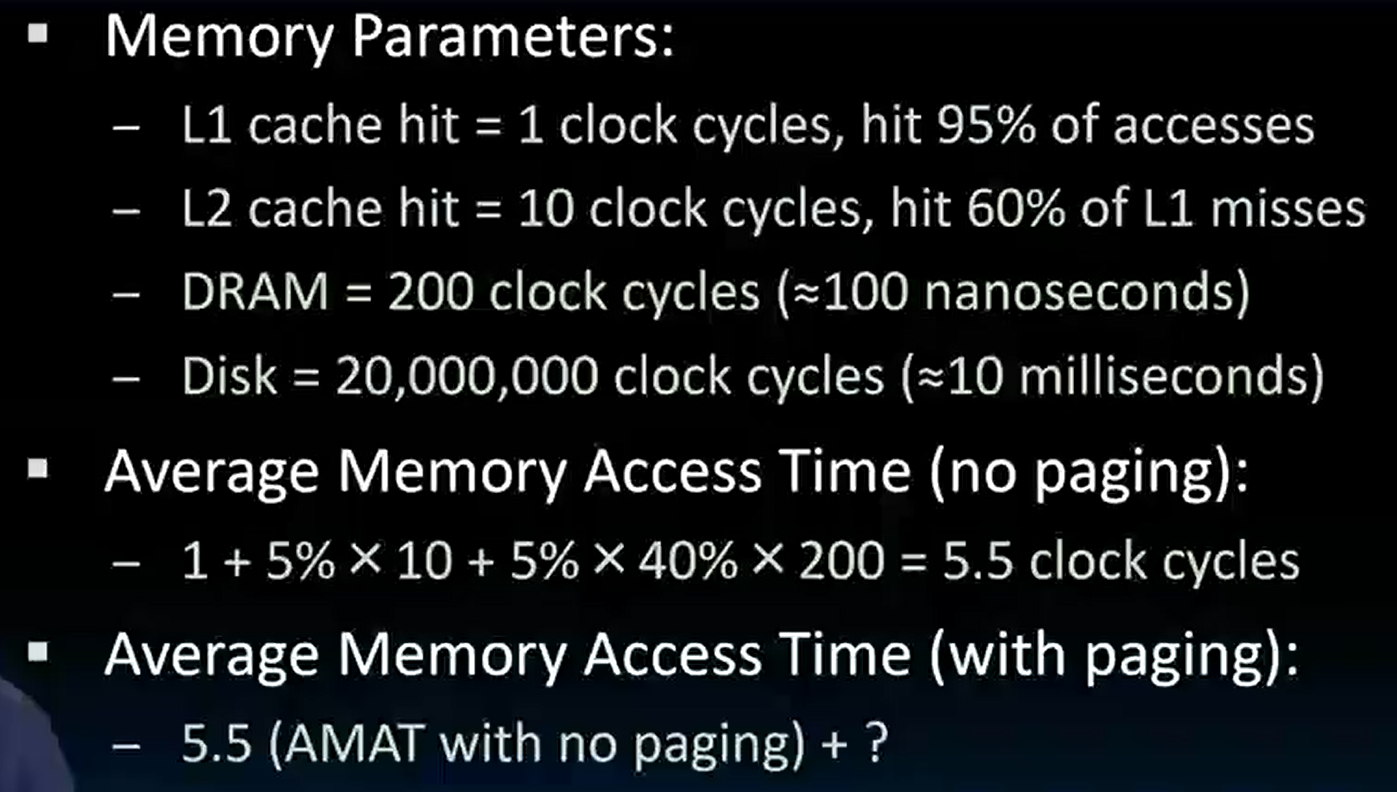 ▪ Memory Parameters:
– L1 cache hit = 1 clock cycles, hit 95% of accesses
– L2 cache hit = 10 clock cycles, hit 60% of L1 misses
– DRAM = 200 clock cycles (≈100 nanoseconds)
– Disk = 20,000,000 clock cycles (≈10 milliseconds)
▪ Average Memory Access Time (no paging):
– 1 + 5% × 10 + 5% × 40% × 200 = 5.5 clock cycles
▪ Average Memory Access Time (with paging):
– 5.5 (AMAT with no paging) + ?